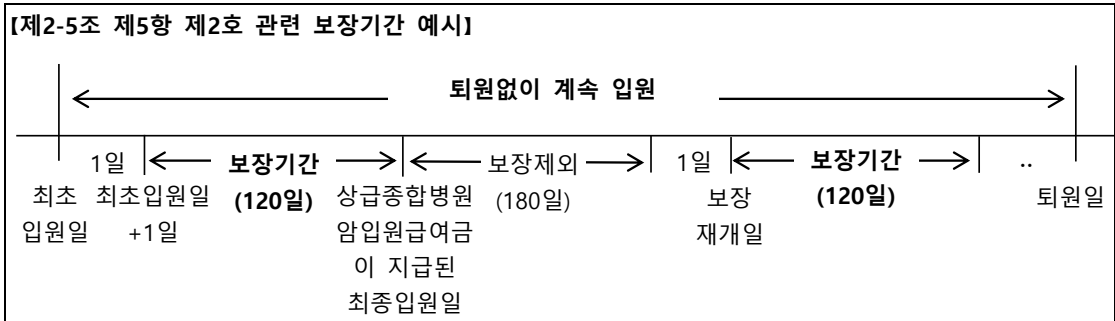 【제2-5조 제5항 제2호 관련 보장기간 예시】
퇴원없이 계속 입원
1일 보장기간 보장제외 1일 보장기간 ..
최초 최초입원일 (120일) 상급종합병원 (180일) 보장 (120일) 퇴원일
입원일 +1일 암입원급여금 재개일
이 지급된
최종입원일